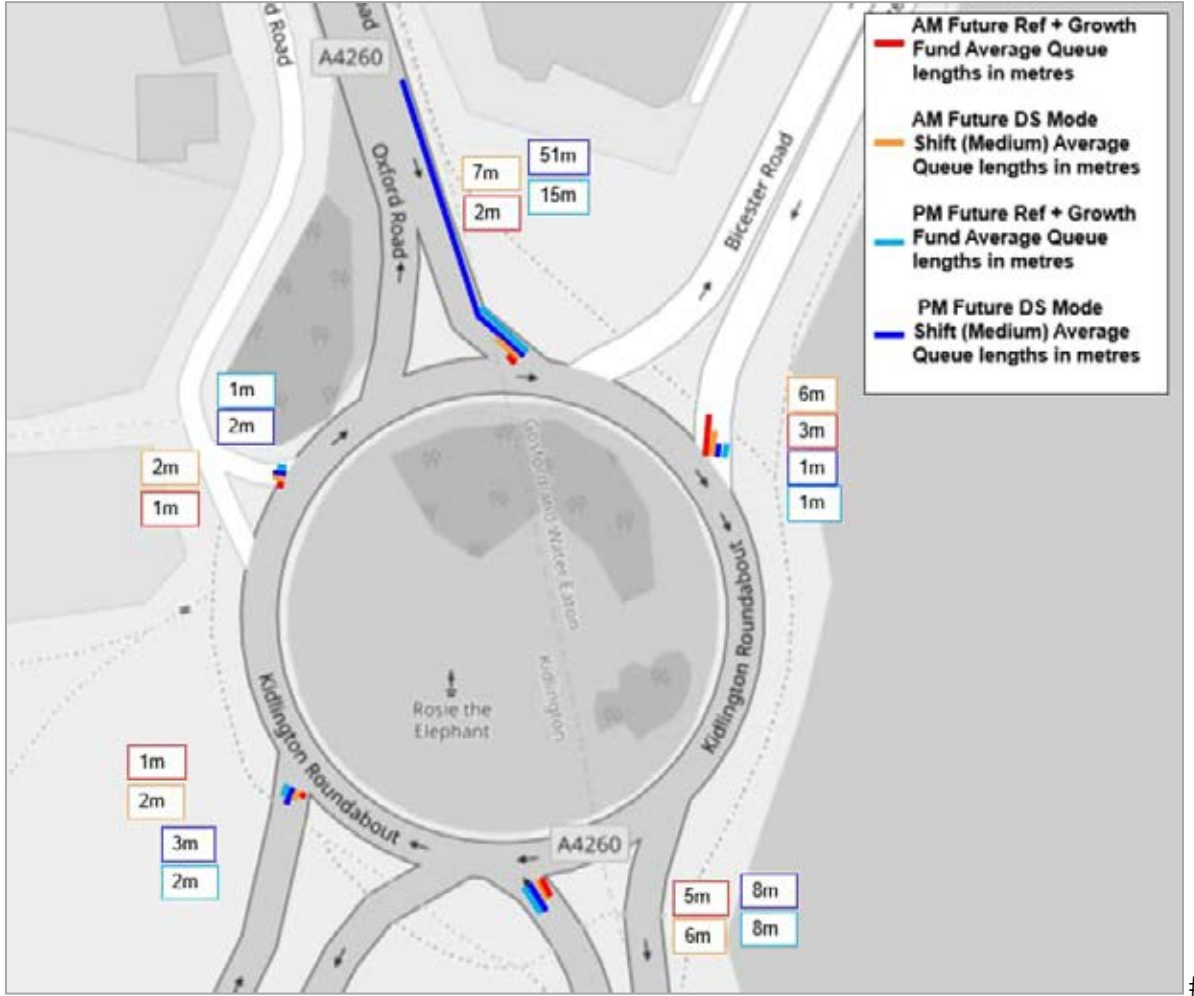 d Road
oad
A4260
Oxford Road
Bicester Road
AM Future Ref + Growth
Fund Average Queue
lengths in metres
AM Future DS Mode
Shift (Medium) Average
Queue lengths in metres
PM Future Ref + Growth
Fund Average Queue
lengths in metres
PM Future DS Mode
Shift (Medium) Average
Queue lengths in metres
7m
51m
2m
15m
1m
2m
2m
1m
6m
3m
1m
1m
Gosford and Water Eaton
Kidlington
Kidlington Roundabout
Rosie the
Elephant
Kidlington Roundabout
1m
2m
3m
2m
A4260
5m
8m
6m
8m